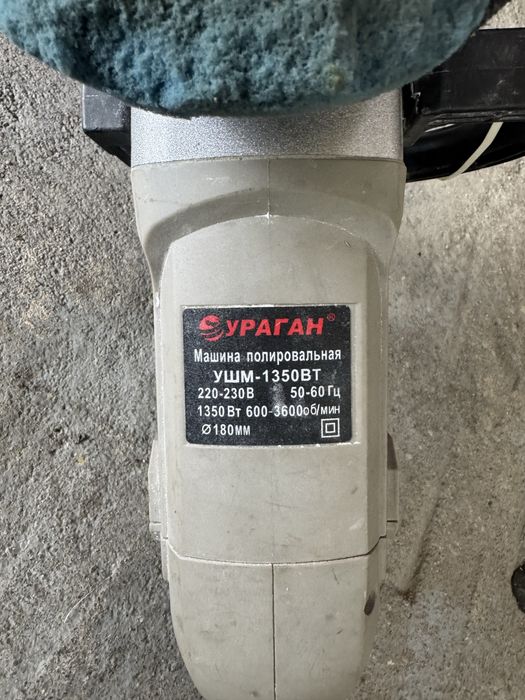 УРАГАН®
Машина полировальная
УШМ-1350ВТ
220-230В 50-60Гц
1350Вт 600-3600об/мин
Ø180мм